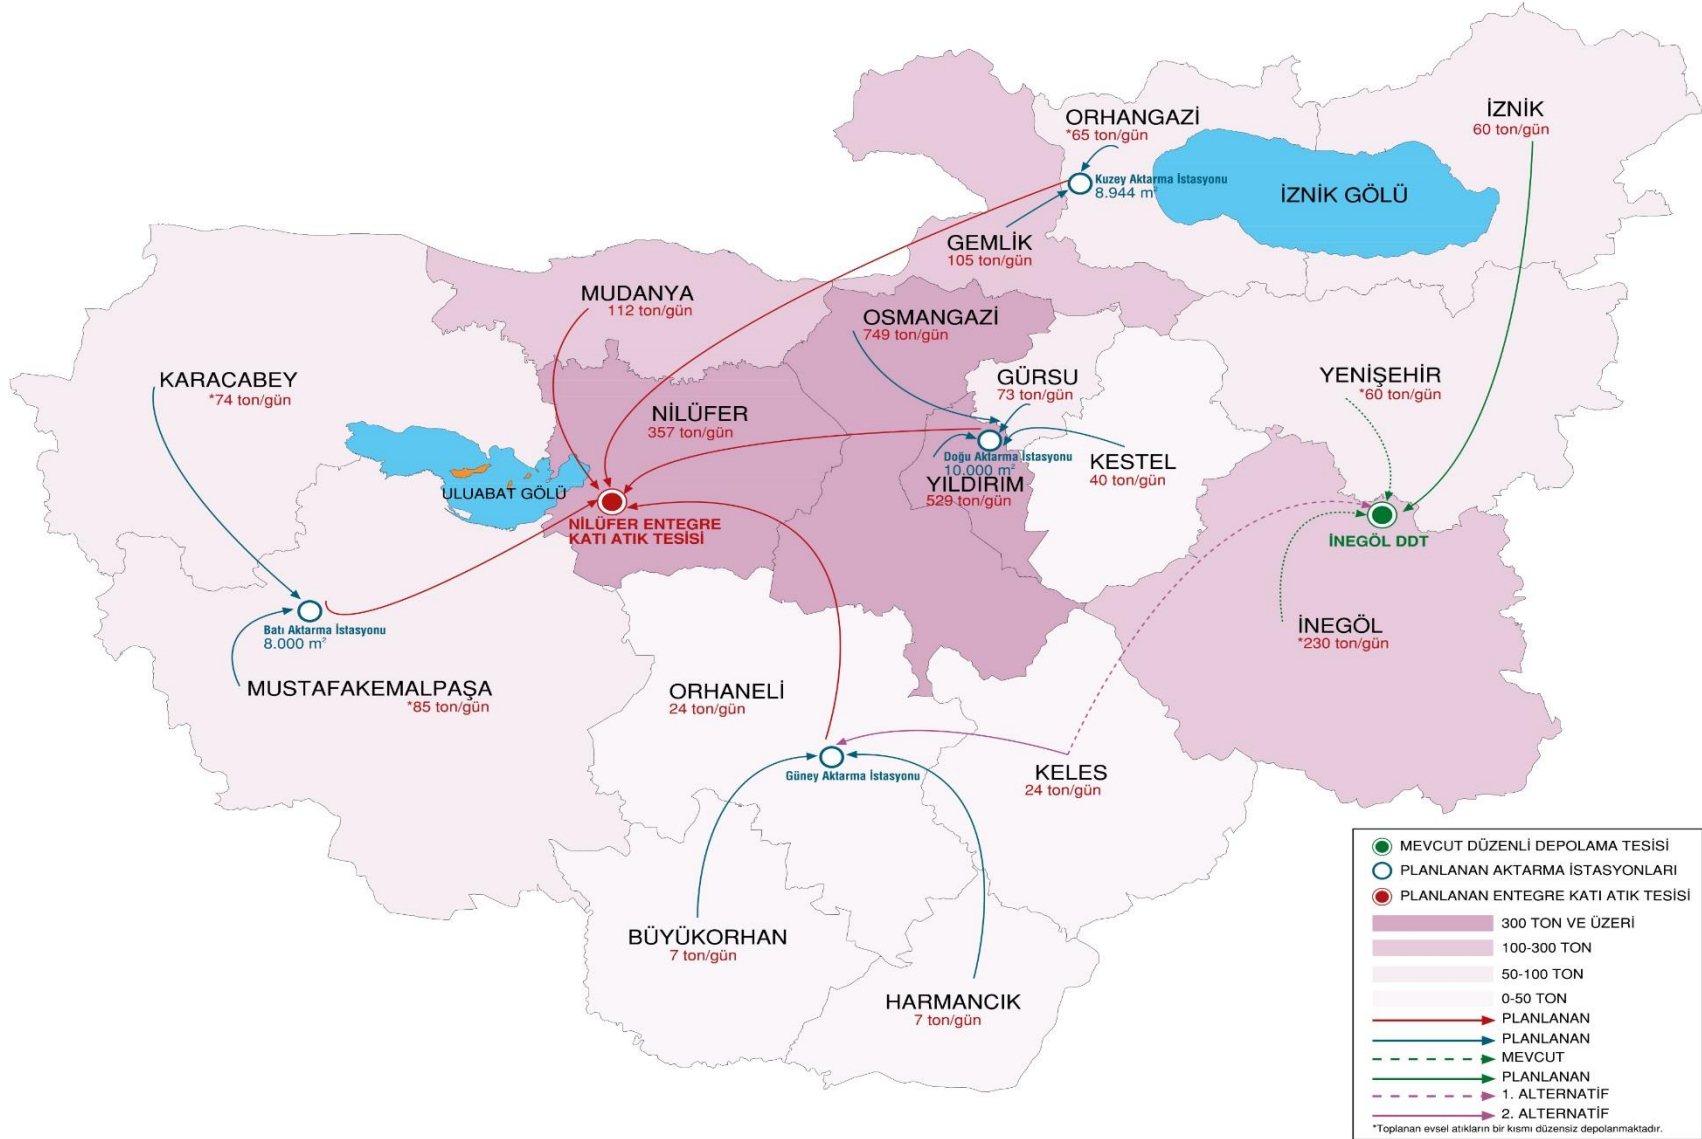 ORHANGAZİ
*65 ton/gün
İZNİK
60 ton/gün
Kuzey Aktarma İstasyonu
8.944 m²
İZNİK GÖLÜ
GEMLİK
105 ton/gün
MUDANYA
112 ton/gün
OSMANGAZİ
749 ton/gün
KARACABEY
*74 ton/gün
GÜRSU
73 ton/gün
YENİŞEHİR
*60 ton/gün
NİLÜFER
357 ton/gün
Doğu Aktarma İstasyonu
10.000 m²
KESTEL
40 ton/gün
YILDIRIM
529 ton/gün
ULUABAT GÖLÜ
NİLÜFER ENTEGRE
KATI ATIK TESİSİ
İNEGÖL DDT
Batı Aktarma İstasyonu
8.000 m²
İNEGÖL
*230 ton/gün
MUSTAFAKEMALPAŞA
*85 ton/gün
ORHANELİ
24 ton/gün
Güney Aktarma İstasyonu
KELES
24 ton/gün
BÜYÜKORHAN
7 ton/gün
HARMANCIK
7 ton/gün
MEVCUT DÜZENLİ DEPOLAMA TESİSİ
PLANLANAN AKTARMA İSTASYONLARI
PLANLANAN ENTEGRE KATI ATIK TESİSİ
300 TON VE ÜZERİ
100-300 TON
50-100 TON
0-50 TON
PLANLANAN
PLANLANAN
MEVCUT
PLANLANAN
1. ALTERNATİF
2. ALTERNATİF
*Toplanan evsel atıkların bir kısmı düzensiz depolanmaktadır.